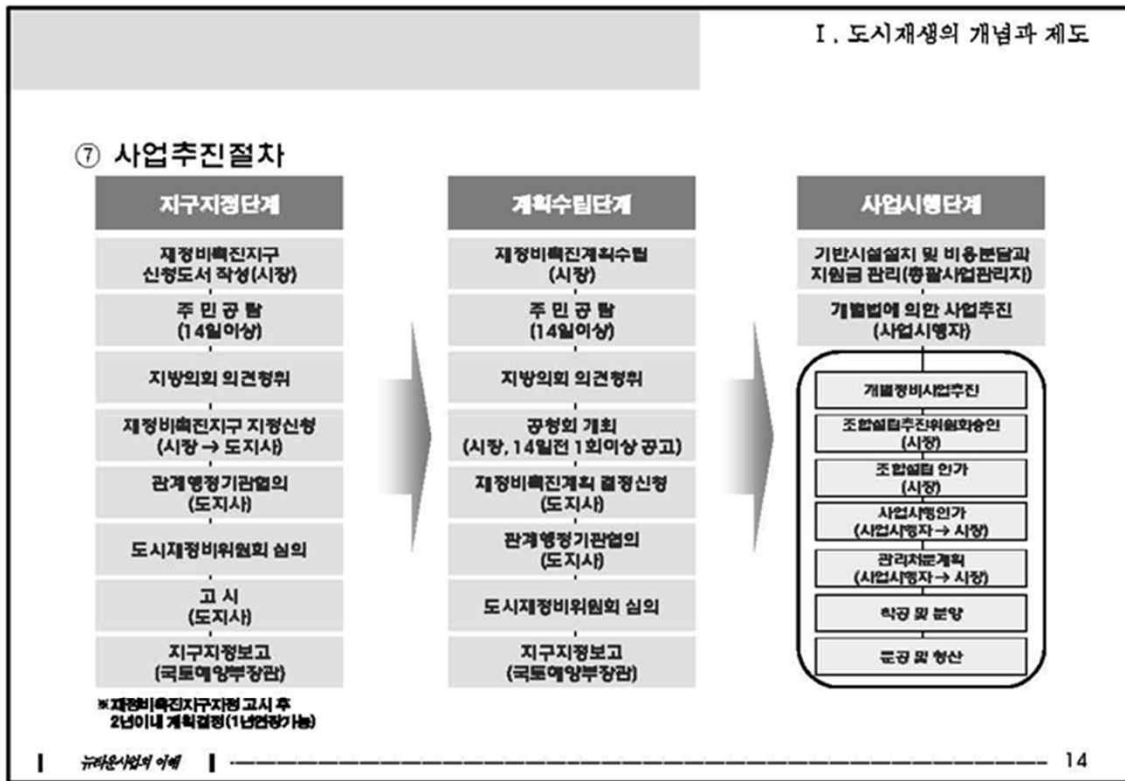 Ⅰ. 도시재생의 개념과 제도
⑦ 사업추진절차
지구지정단계
재정비촉진지구
신청도서 작성(시장)
주 민 공 람
(14일이상)
지방의회 의견청취
재정비촉진지구 지정신청
(시장 → 도지사)
관계행정기관협의
(도지사)
도시재정비위원회 심의
고 시
(도지사)
지구지정보고
(국토해양부장관)
※재정비촉진지구지정 고시 후
2년이내 계획결정(1년연장가능)
계획수립단계
재정비촉진계획수립
(시장)
주 민 공 람
(14일이상)
지방의회 의견청취
공청회 개최
(시장, 14일전 1회이상 공고)
재정비촉진계획 결정신청
(도지사)
관계행정기관협의
(도지사)
도시재정비위원회 심의
지구지정보고
(국토해양부장관)
사업시행단계
기반시설설치 및 비용분담과
지원금 관리(총괄사업관리자)
개별법에 의한 사업추진
(사업시행자)
개별정비사업추진
조합설립추진위원회승인
(시장)
조합설립 인가
(시장)
사업시행인가
(사업시행자 → 시장)
관리처분계획
(사업시행자 → 시장)
착공 및 분양
준공 및 청산
뉴타운사업의 이해
14